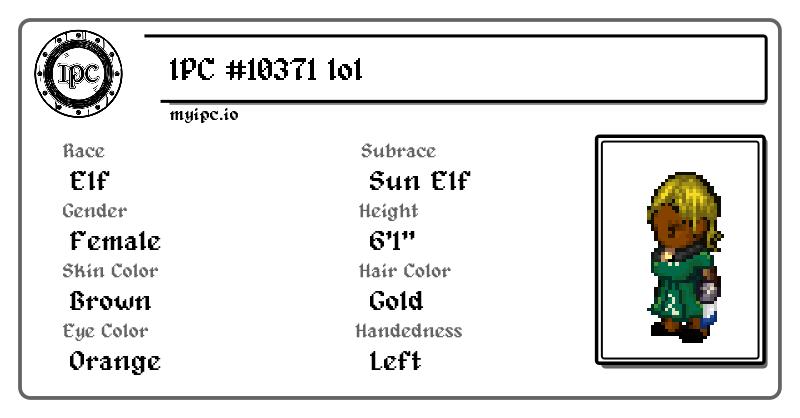 IPC
IPC #10371 lol
myipc.io
Race
Elf
Subrace
Sun Elf
Gender
Female
Height
6'1"
Skin Color
Brown
Hair Color
Gold
Eye Color
Orange
Handedness
Left